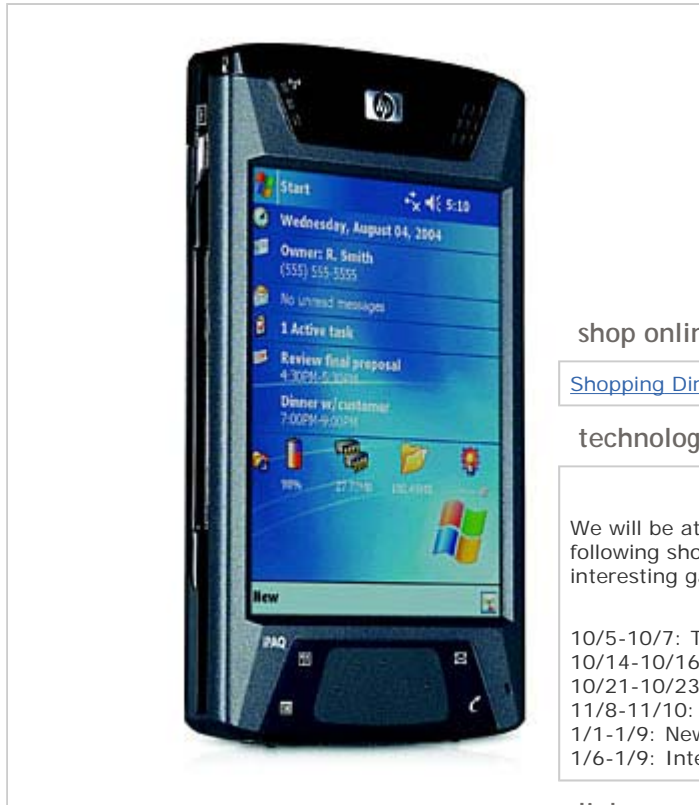 hp
Start
5:10
Wednesday, August 04, 2004
Owner: R. Smith
(555) 555-5555
No unread messages
1 Active task
Review final proposal
4:30PM-5:30PM
Dinner w/customer
7:00PM-9:00PM
98%
New
iPAQ
shop onlin
Shopping Dir
technolog
We will be at
following sho
interesting ga
10/5-10/7: T
10/14-10/16
10/21-10/23
11/8-11/10:
1/1-1/9: New
1/6-1/9: Inte